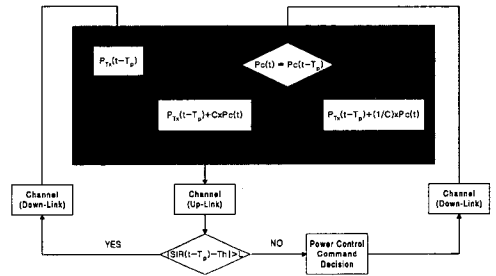 P_Tx(t-T_p)
Pc(t) = Pc(t-T_p)
P_Tx(t-T_p)+CxPc(t)
P_Tx(t-T_p)+(1/C)xPc(t)
Channel
(Down-Link)
Channel
(Up-Link)
Channel
(Down-Link)
YES
|SIR(t-T_p)-Th|>L
NO
Power Control
Command
Decision